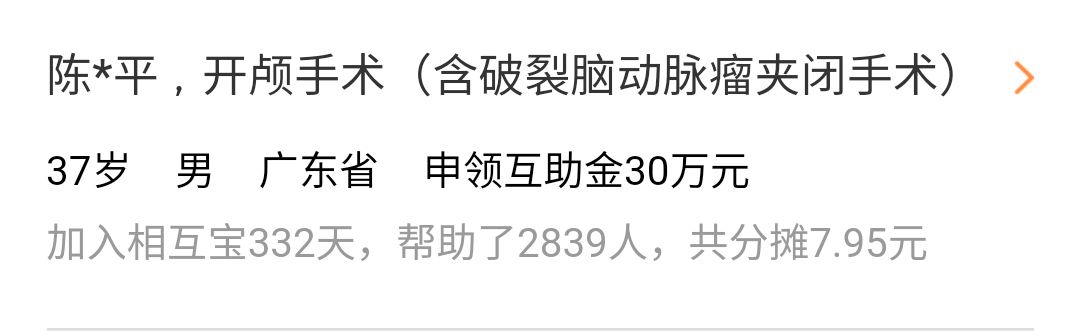 陈*平，开颅手术（含破裂脑动脉瘤夹闭手术）
37岁 男 广东省 申领互助金30万元
加入相互宝332天，帮助了2839人，共分摊7.95元